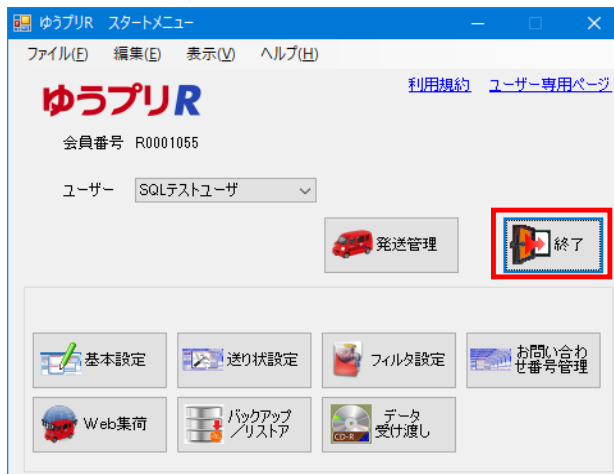 ゆうプリR スタートメニュー
ファイル(F) 編集(E) 表示(V) ヘルプ(H)
利用規約 ユーザー専用ページ
ゆうプリR
会員番号 R0001055
ユーザー SQLテストユーザ
発送管理 終了
基本設定 送り状設定 フィルタ設定 お問い合わ
せ番号管理
Web集荷 バックアップ
／リストア
CD-R データ
受け渡し